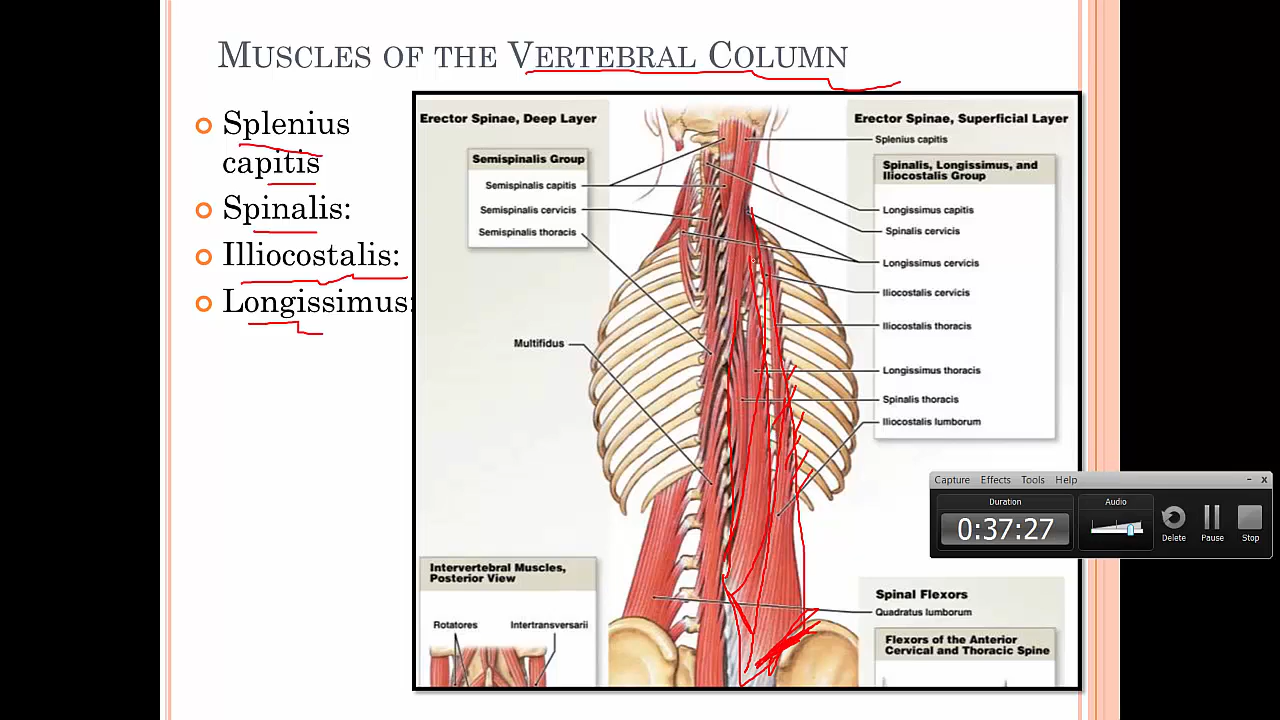 MUSCLES OF THE VERTEBRAL COLUMN
Splenius
capitis
Spinalis:
Illiocostalis:
Longissimus:
Erector Spinae, Deep Layer
Semispinalis Group
Semispinalis capitis
Semispinalis cervicis
Semispinalis thoracis
Multifidus
Intervertebral Muscles,
Posterior View
Rotatores
Intertransversarii
Erector Spinae, Superficial Layer
Splenius capitis
Spinalis, Longissimus, and
Iliocostalis Group
Longissimus capitis
Spinalis cervicis
Longissimus cervicis
Iliocostalis cervicis
Iliocostalis thoracis
Longissimus thoracis
Spinalis thoracis
Iliocostalis lumborum
Spinal Flexors
Quadratus lumborum
Flexors of the Anterior
Cervical and Thoracic Spine
Capture Effects Tools Help
Duration
Audio
0:37:27
Delete
Pause
Stop